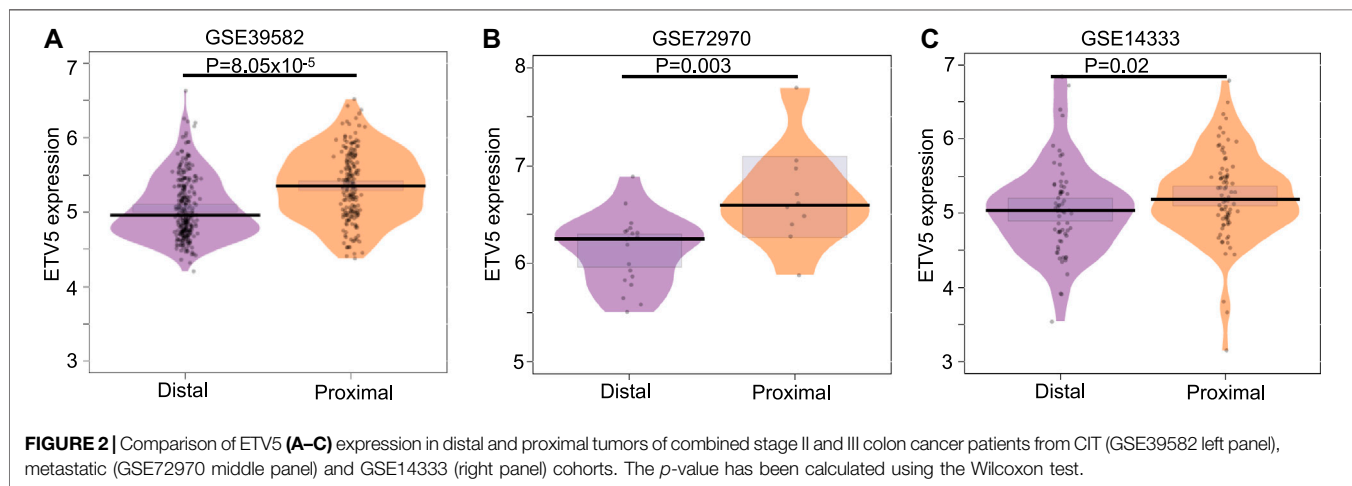 A
GSE39582
P=8.05x10-5
ETV5 expression
7
6
5
4
3
Distal
Proximal
B
GSE72970
P=0.003
ETV5 expression
8
7
6
5
Distal
Proximal
C
GSE14333
P=0.02
ETV5 expression
7
6
5
4
3
Distal
Proximal
FIGURE 2 | Comparison of ETV5 (A–C) expression in distal and proximal tumors of combined stage II and III colon cancer patients from CIT (GSE39582 left panel),
metastatic (GSE72970 middle panel) and GSE14333 (right panel) cohorts. The p-value has been calculated using the Wilcoxon test.